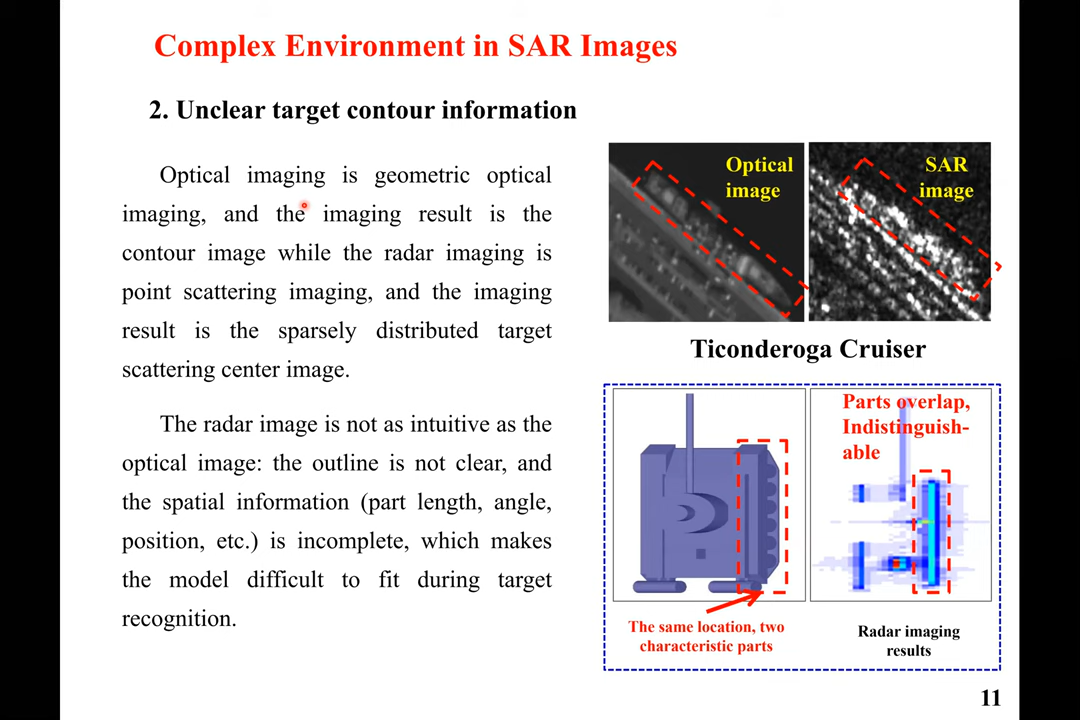 Complex Environment in SAR Images
2. Unclear target contour information
Optical imaging is geometric optical
imaging, and the imaging result is the
contour image while the radar imaging is
point scattering imaging, and the imaging
result is the sparsely distributed target
scattering center image.
The radar image is not as intuitive as the
optical image: the outline is not clear, and
the spatial information (part length, angle,
position, etc.) is incomplete, which makes
the model difficult to fit during target
recognition.
Optical
image
SAR
image
Ticonderoga Cruiser
Parts overlap,
Indistinguish-
able
The same location, two
characteristic parts
Radar imaging
results
11